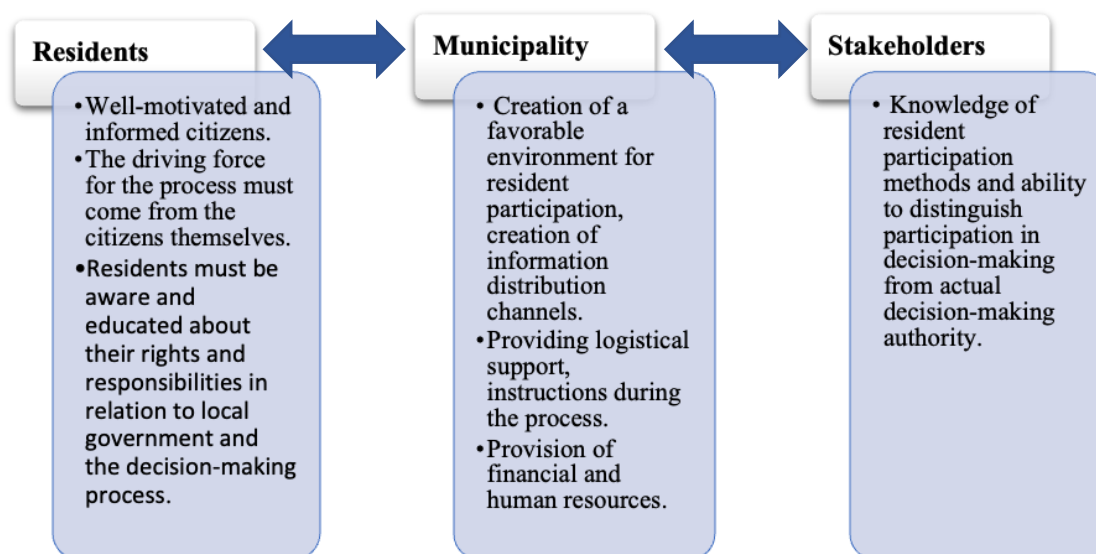 Residents
•Well-motivated and
informed citizens.
•The driving force
for the process must
come from the
citizens themselves.
•Residents must be
aware and
educated about
their rights and
responsibilities in
relation to local
government and
the decision-making
process.
Municipality
• Creation of a
favorable
environment for
resident
participation,
creation of
information
distribution
channels.
•Providing logistical
support,
instructions during
the process.
•Provision of
financial and
human resources.
Stakeholders
• Knowledge of
resident
participation
methods and ability
to distinguish
participation in
decision-making
from actual
decision-making
authority.